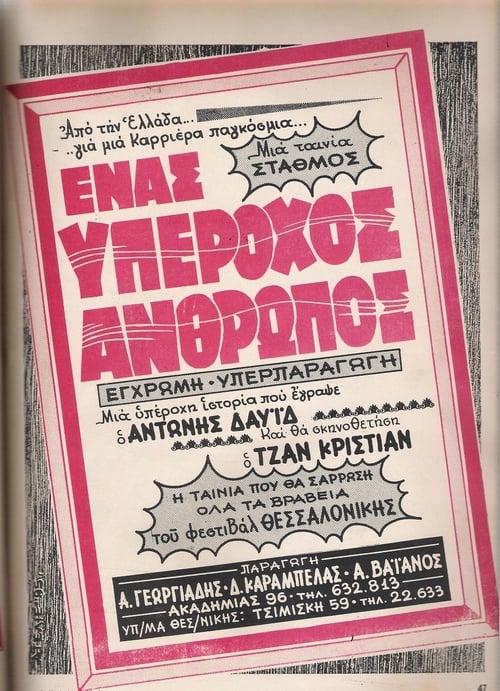 Ἀπό τήν Ἑλλάδα...
..γιά μιά Καρριέρα παγκόσμια...
Μιά ταινία
ΣΤΑΘΜΟΣ
ΕΝΑΣ
ΥΠΕΡΟΧΟΣ
ΑΝΘΡΩΠΟΣ
ΕΓΧΡΩΜΗ • ΥΠΕΡΠΑΡΑΓΩΓΗ
Μιά ὑπέροχη ἱστορία πού ἔγραψε
ὁ ΑΝΤΩΝΗΣ ΔΑΥΪΔ
Καί θά σκηνοθετήση
ὁ ΤΖΑΝ ΚΡΙΣΤΙΑΝ
Η ΤΑΙΝΙΑ ΠΟΥ ΘΑ ΣΑΡΡΩΣΗ
ΟΛΑ ΤΑ ΒΡΑΒΕΙΑ
τοῦ φεστιβάλ ΘΕΣΣΑΛΟΝΙΚΗΣ
ΠΑΡΑΓΩΓΗ
Α. ΓΕΩΡΓΙΑΔΗΣ • Δ. ΚΑΡΑΜΠΕΛΑΣ • Α. ΒΑΪΑΝΟΣ
ΑΚΑΔΗΜΙΑΣ 96 • ΤΗΛ. 632.813
ΥΠ/ΜΑ ΘΕΣ/ΝΙΚΗΣ: ΤΣΙΜΙΣΚΗ 59 • ΤΗΛ. 22.633
47